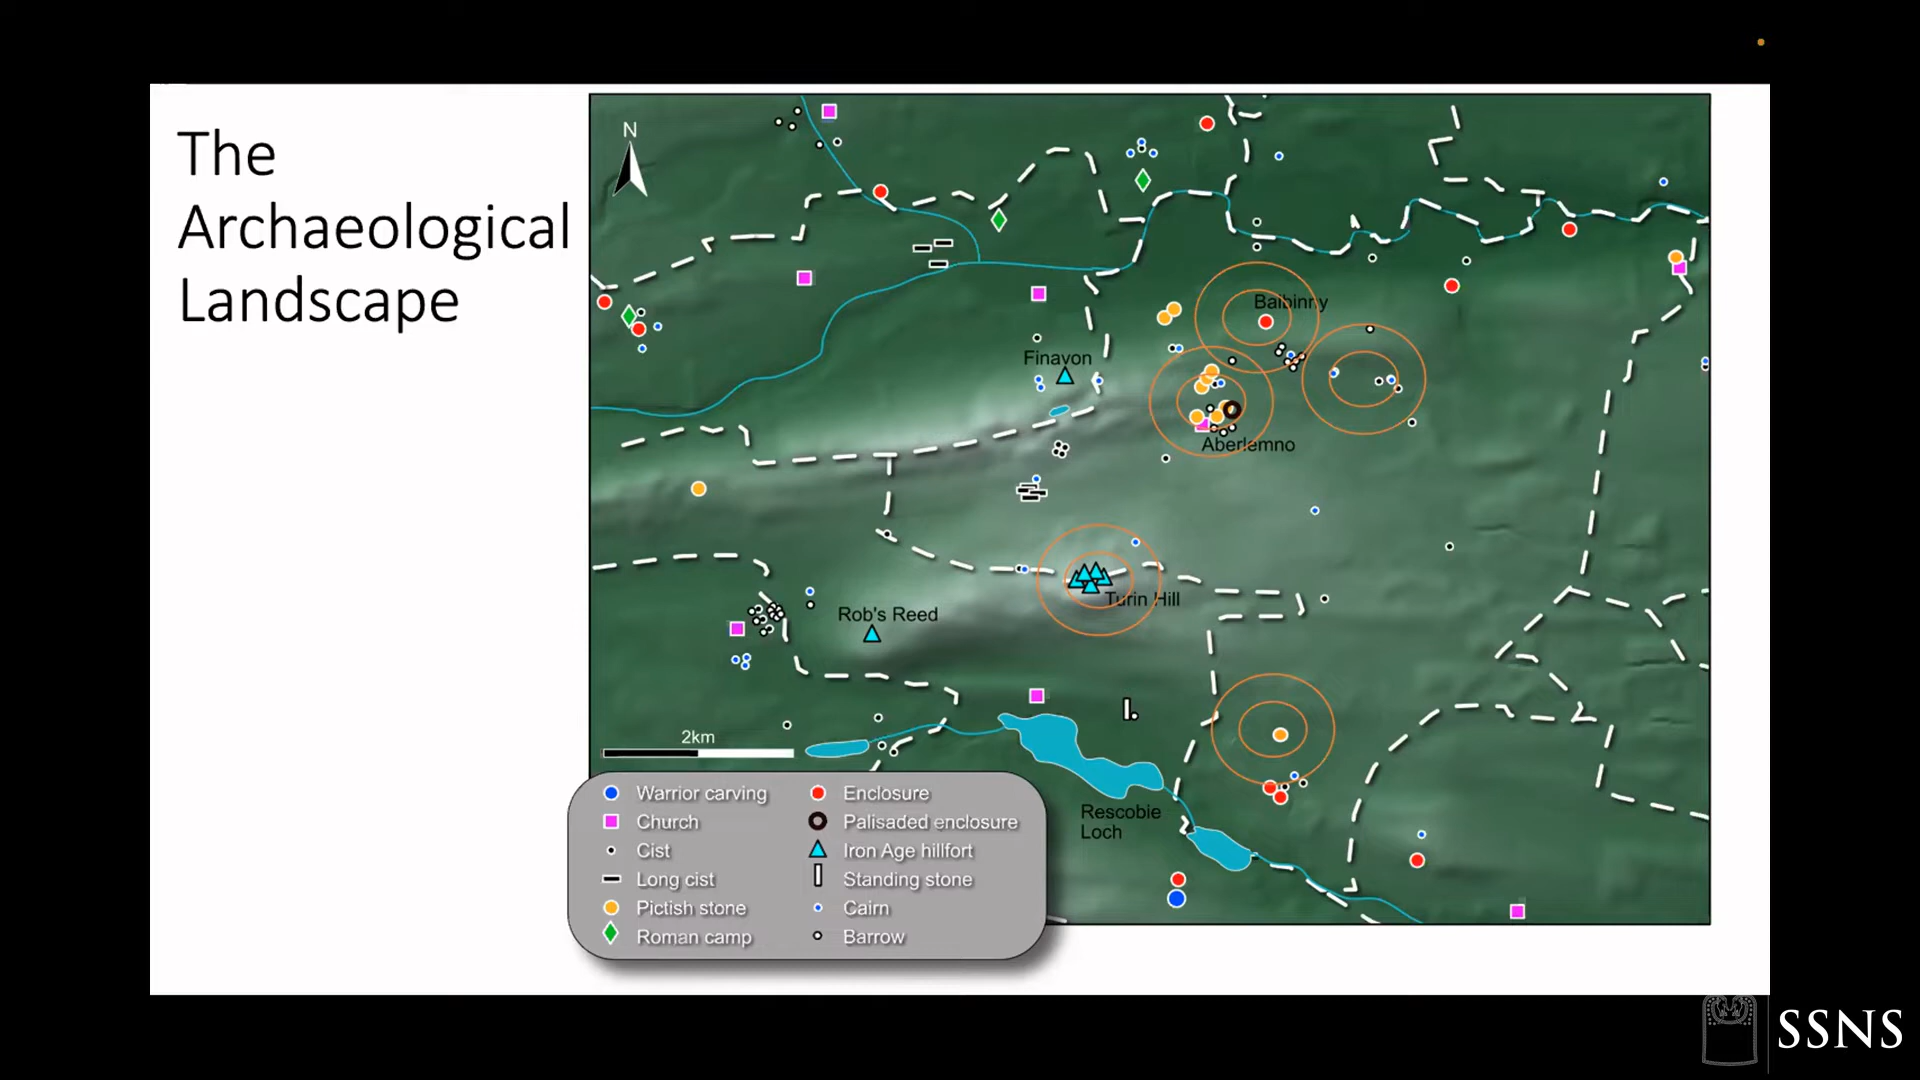 The
Archaeological
Landscape
N
Balbinny
Finavon
Aberlemno
Turin Hill
Rob's Reed
2km
Rescobie
Loch
Warrior carving
Church
Cist
Long cist
Pictish stone
Roman camp
Enclosure
Palisaded enclosure
Iron Age hillfort
Standing stone
Cairn
Barrow
SSNS